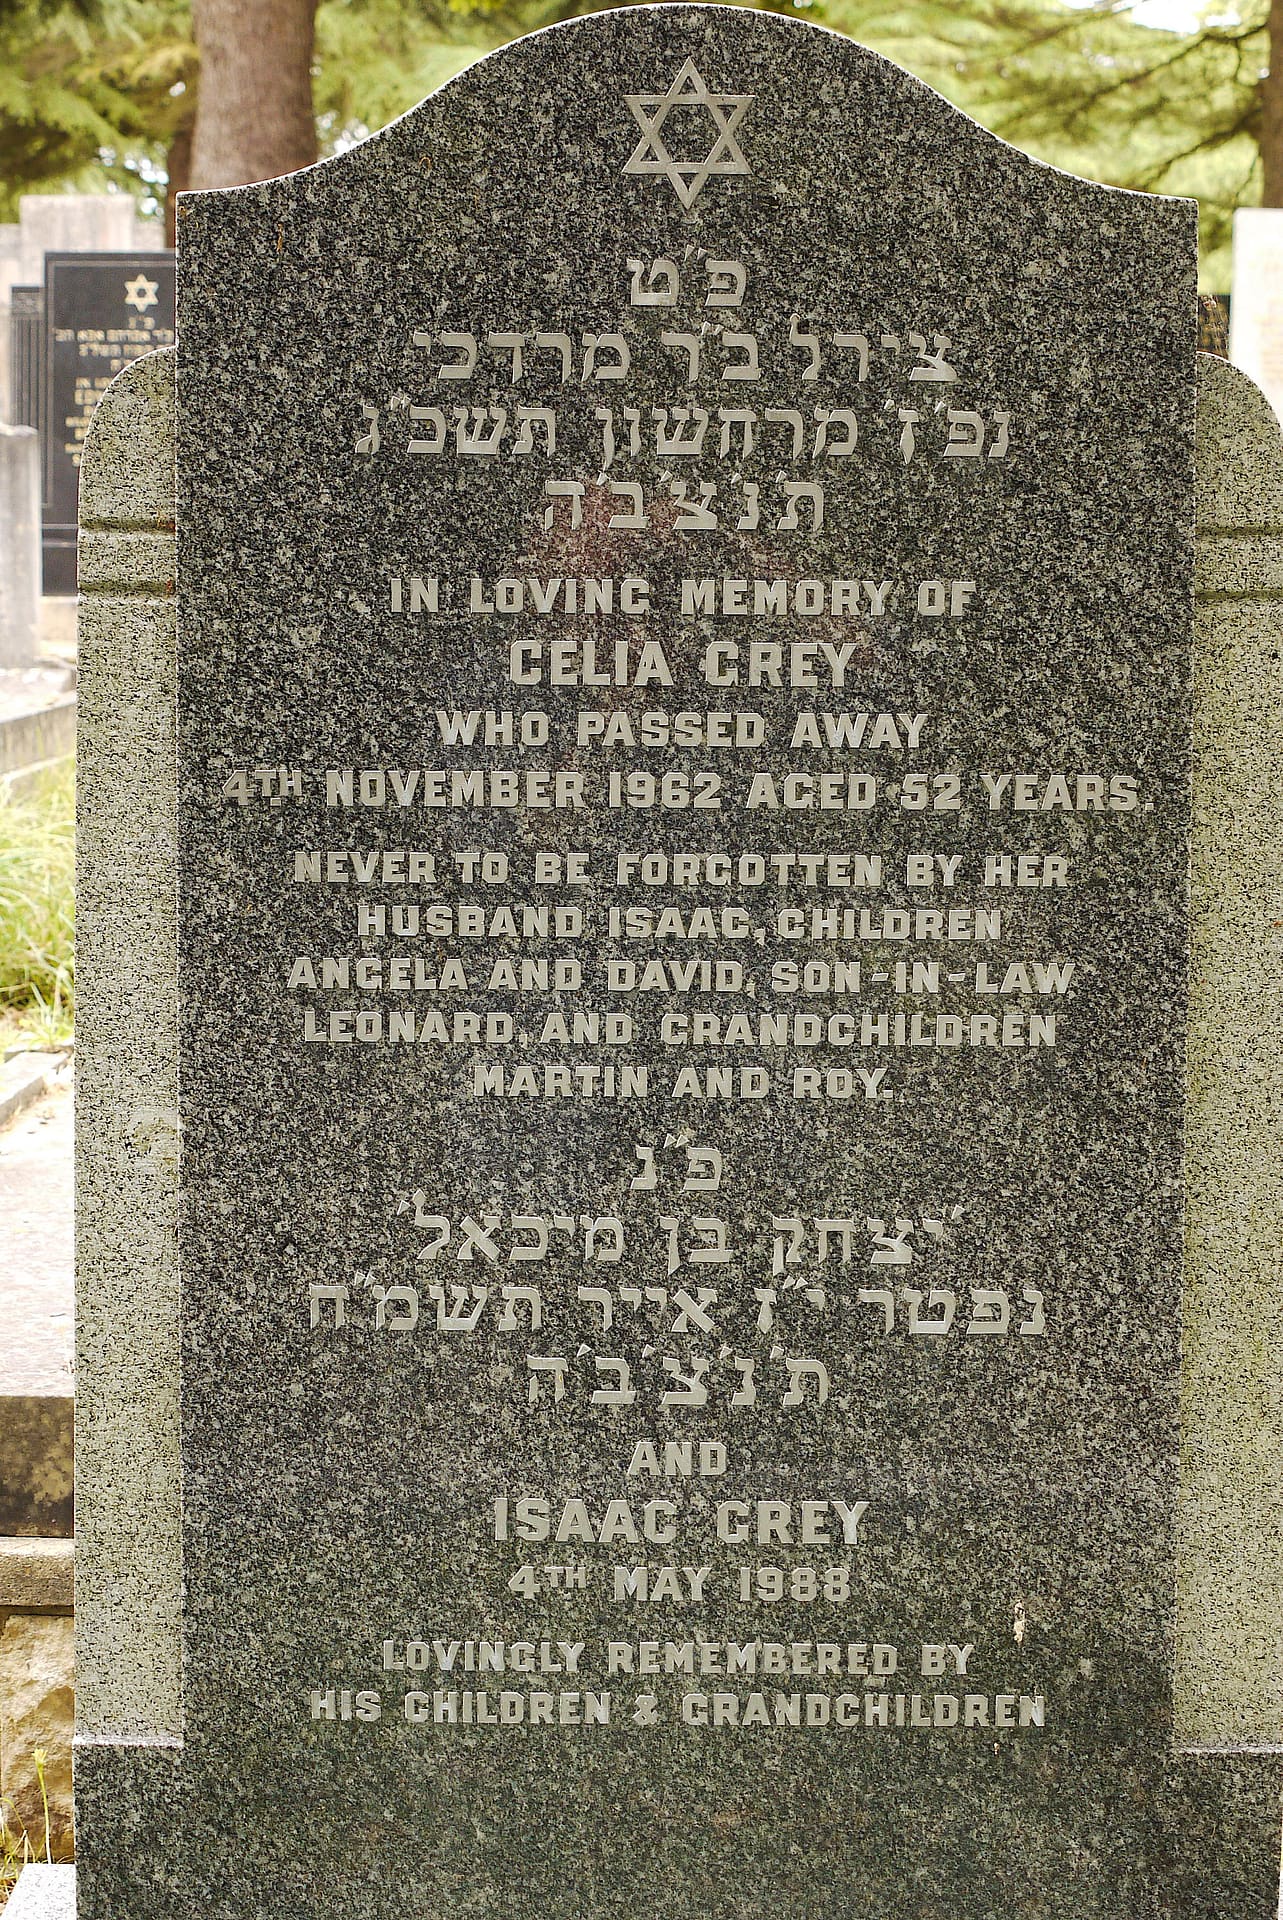 פ"ט
צירל ב"ר מרדכי
נפ' ז' מרחשון תשכ"ג
ת'נ'צ'ב'ה
IN LOVING MEMORY OF
CELIA GREY
WHO PASSED AWAY
4TH NOVEMBER 1962 AGED 52 YEARS.
NEVER TO BE FORGOTTEN BY HER
HUSBAND ISAAC, CHILDREN
ANGELA AND DAVID, SON-IN-LAW
LEONARD, AND GRANDCHILDREN
MARTIN AND ROY.
פ"נ
'יצחק בן מיכאל'
נפטר י"ז אייר תשמ"ח
ת'נ'צ'ב'ה
AND
ISAAC GREY
4TH MAY 1988
LOVINGLY REMEMBERED BY
HIS CHILDREN & GRANDCHILDREN